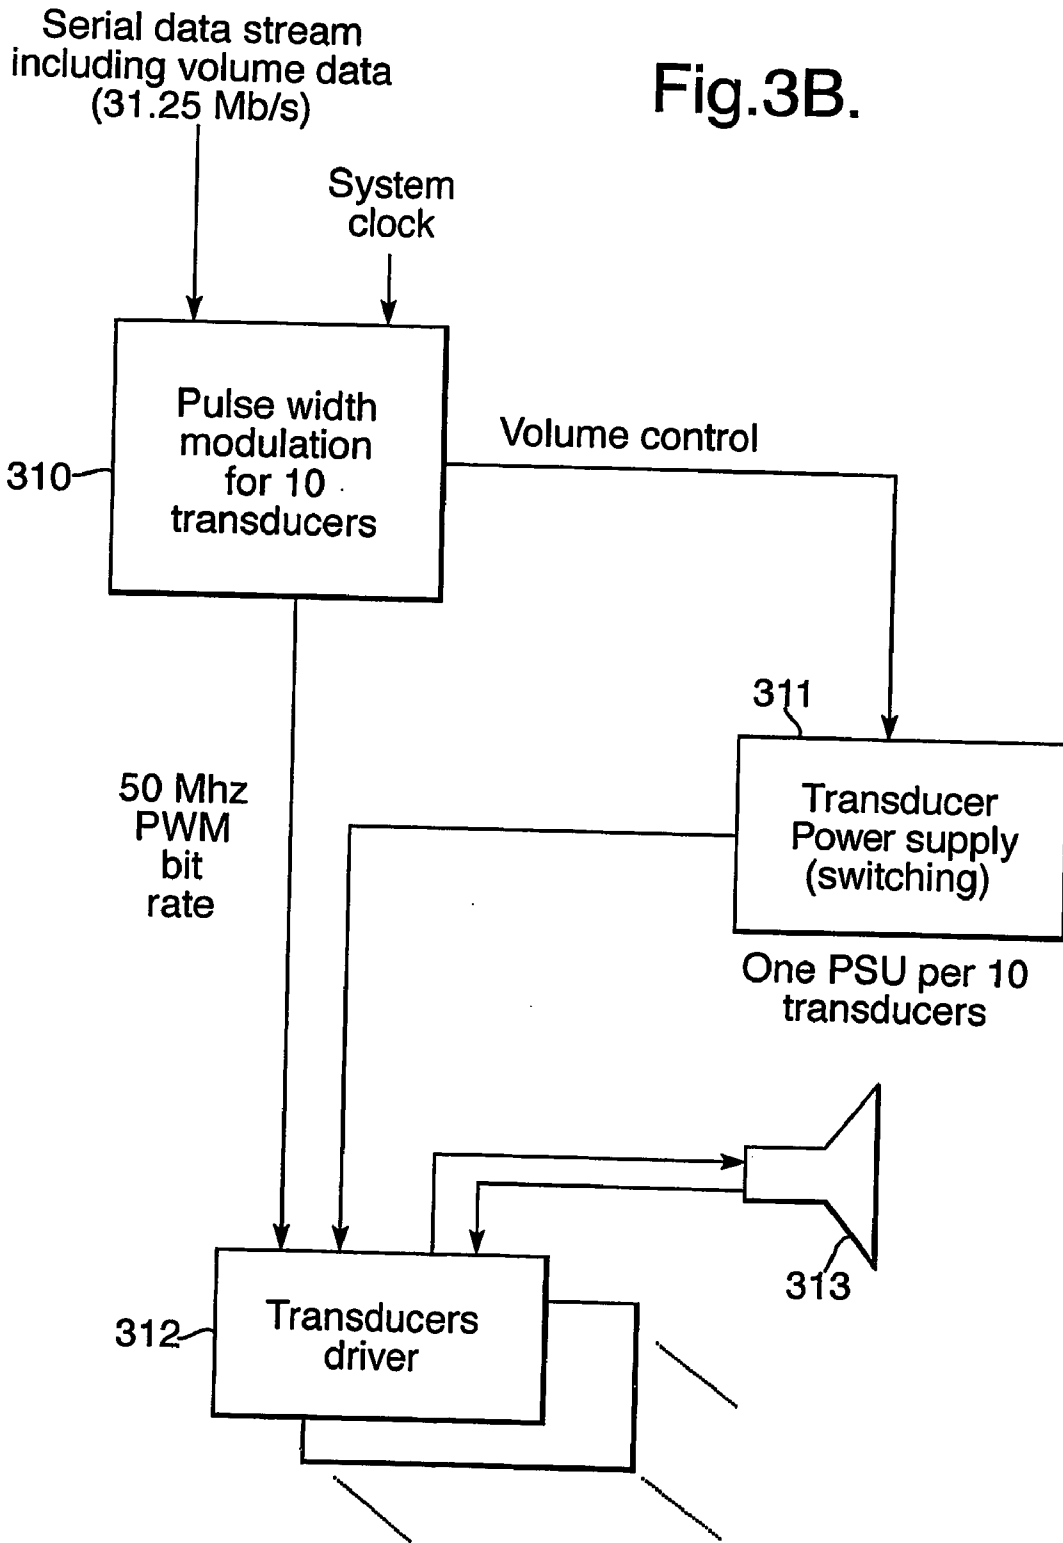 Serial data stream
including volume data
(31.25 Mb/s)
Fig.3B.
System
clock
Pulse width
modulation
for 10
transducers
310
Volume control
311
50 Mhz
PWM
bit
rate
Transducer
Power supply
(switching)
One PSU per 10
transducers
313
312
Transducers
driver